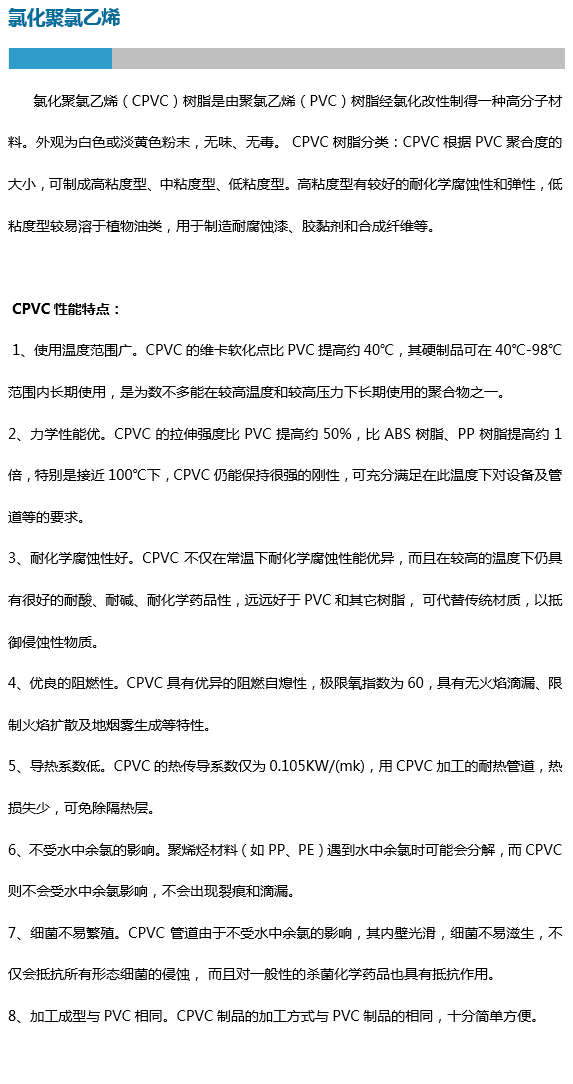 氯化聚氯乙烯
氯化聚氯乙烯（CPVC）树脂是由聚氯乙烯（PVC）树脂经氯化改性制得一种高分子材
料。外观为白色或淡黄色粉末，无味、无毒。 CPVC 树脂分类：CPVC 根据 PVC 聚合度的
大小，可制成高粘度型、中粘度型、低粘度型。高粘度型有较好的耐化学腐蚀性和弹性，低
粘度型较易溶于植物油类，用于制造耐腐蚀漆、胶黏剂和合成纤维等。
CPVC 性能特点：
1、使用温度范围广。CPVC 的维卡软化点比 PVC 提高约 40℃，其硬制品可在 40℃-98℃
范围内长期使用，是为数不多能在较高温度和较高压力下长期使用的聚合物之一。
2、力学性能优。CPVC 的拉伸强度比 PVC 提高约 50%，比 ABS 树脂、PP 树脂提高约 1
倍，特别是接近 100℃下，CPVC 仍能保持很强的刚性，可充分满足在此温度下对设备及管
道等的要求。
3、耐化学腐蚀性好。CPVC 不仅在常温下耐化学腐蚀性能优异，而且在较高的温度下仍具
有很好的耐酸、耐碱、耐化学药品性，远远好于 PVC 和其它树脂， 可代替传统材质，以抵
御侵蚀性物质。
4、优良的阻燃性。CPVC 具有优异的阻燃自熄性，极限氧指数为 60，具有无火焰滴漏、限
制火焰扩散及地烟雾生成等特性。
5、导热系数低。CPVC 的热传导系数仅为 0.105KW/(mk)，用 CPVC 加工的耐热管道，热
损失少，可免除隔热层。
6、不受水中余氯的影响。聚烯烃材料（如 PP、PE）遇到水中余氯时可能会分解，而 CPVC
则不会受水中余氯影响，不会出现裂痕和滴漏。
7、细菌不易繁殖。CPVC 管道由于不受水中余氯的影响，其内壁光滑，细菌不易滋生，不
仅会抵抗所有形态细菌的侵蚀， 而且对一般性的杀菌化学药品也具有抵抗作用。
8、加工成型与 PVC 相同。CPVC 制品的加工方式与 PVC 制品的相同，十分简单方便。